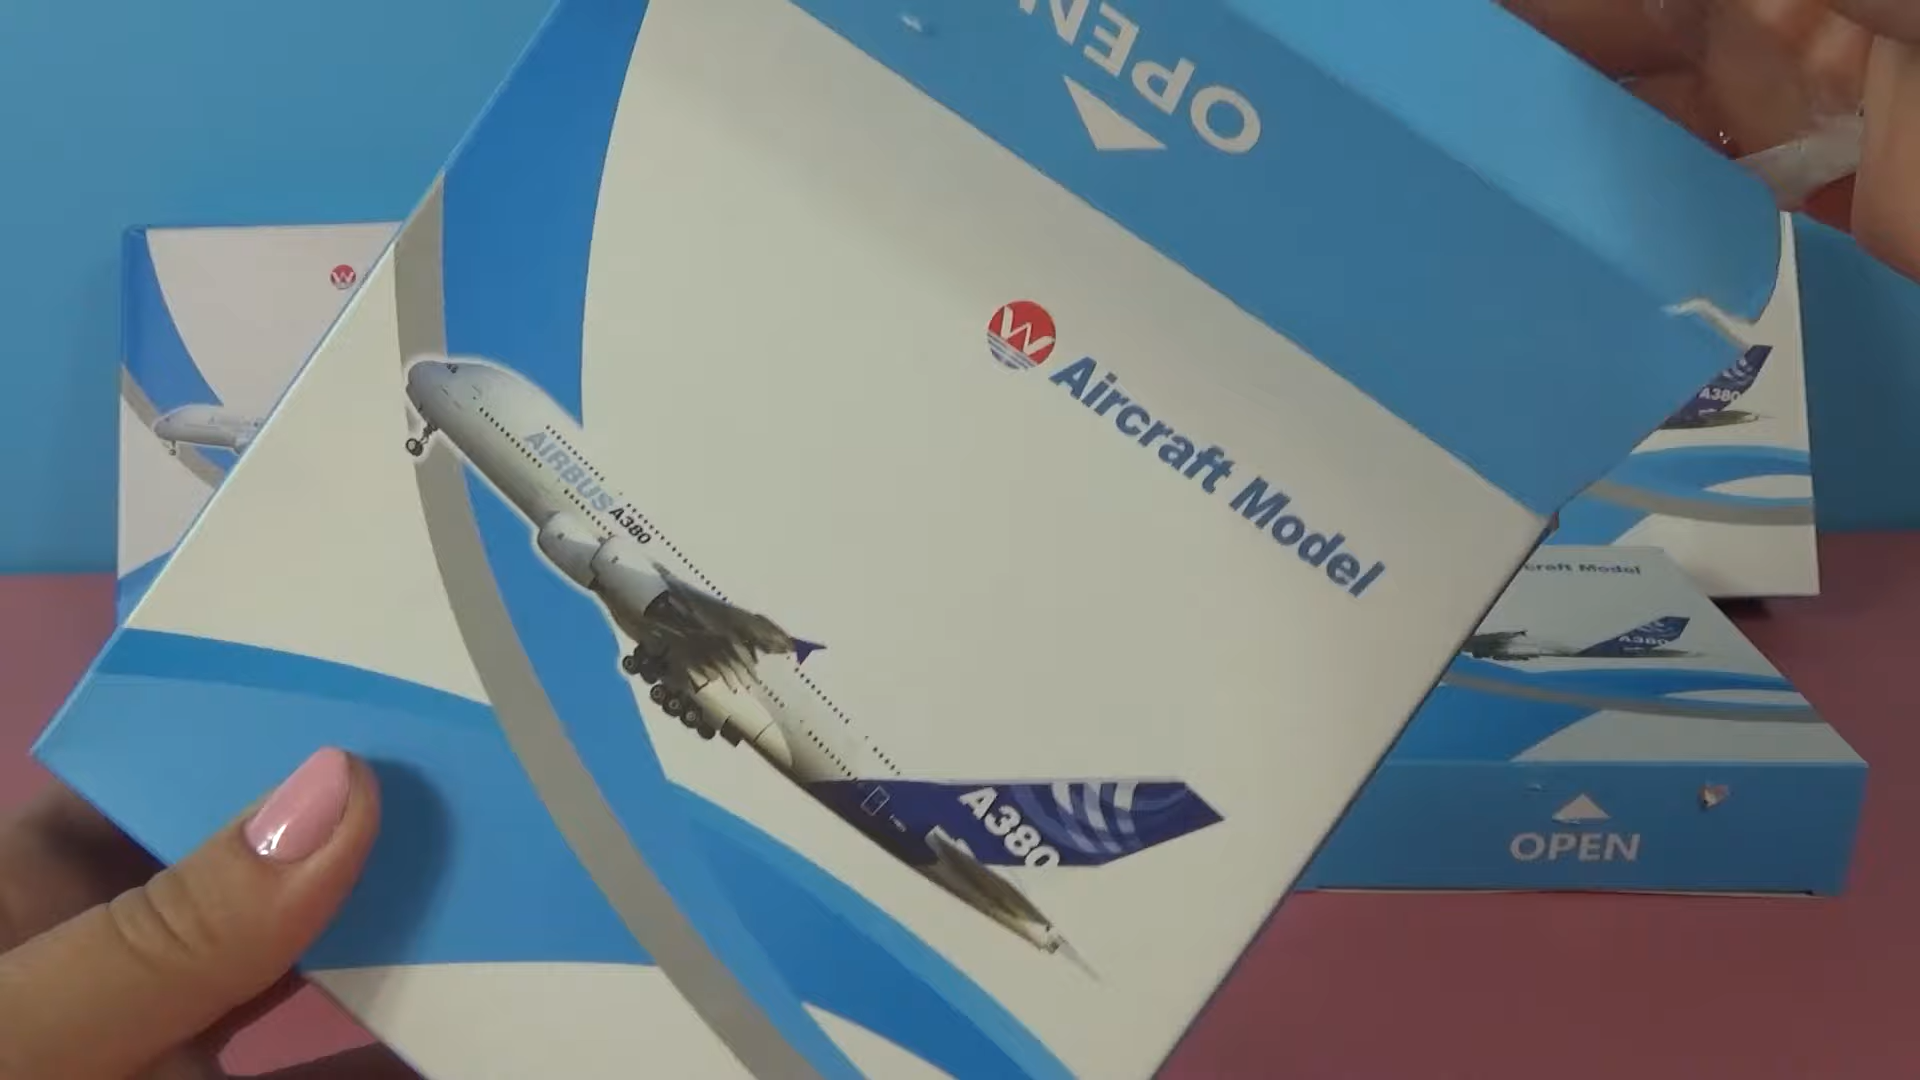 OPEN
W
Aircraft Model
AIRBUS A380
A380
W
A380
craft Model
A380
OPEN